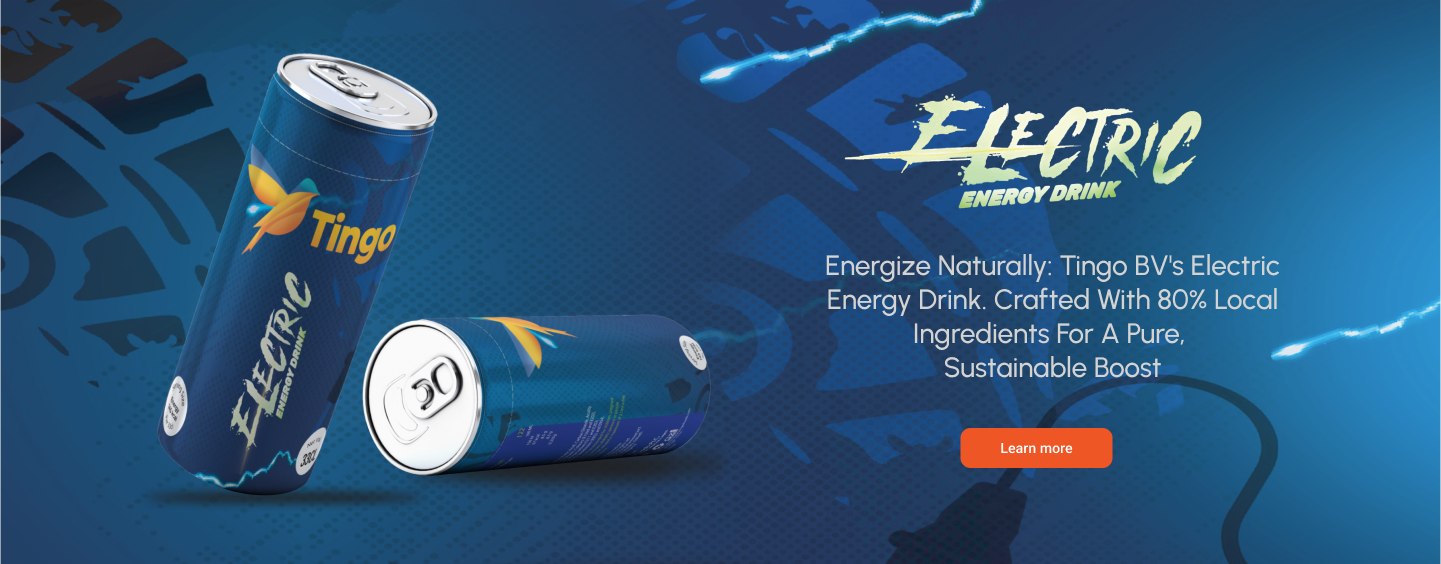 Tingo
ELECTRIC
ENERGY DRINK
33CL
ELECTRIC
ENERGY DRINK
Energize Naturally: Tingo BV's Electric
Energy Drink. Crafted With 80% Local
Ingredients For A Pure,
Sustainable Boost
Learn more